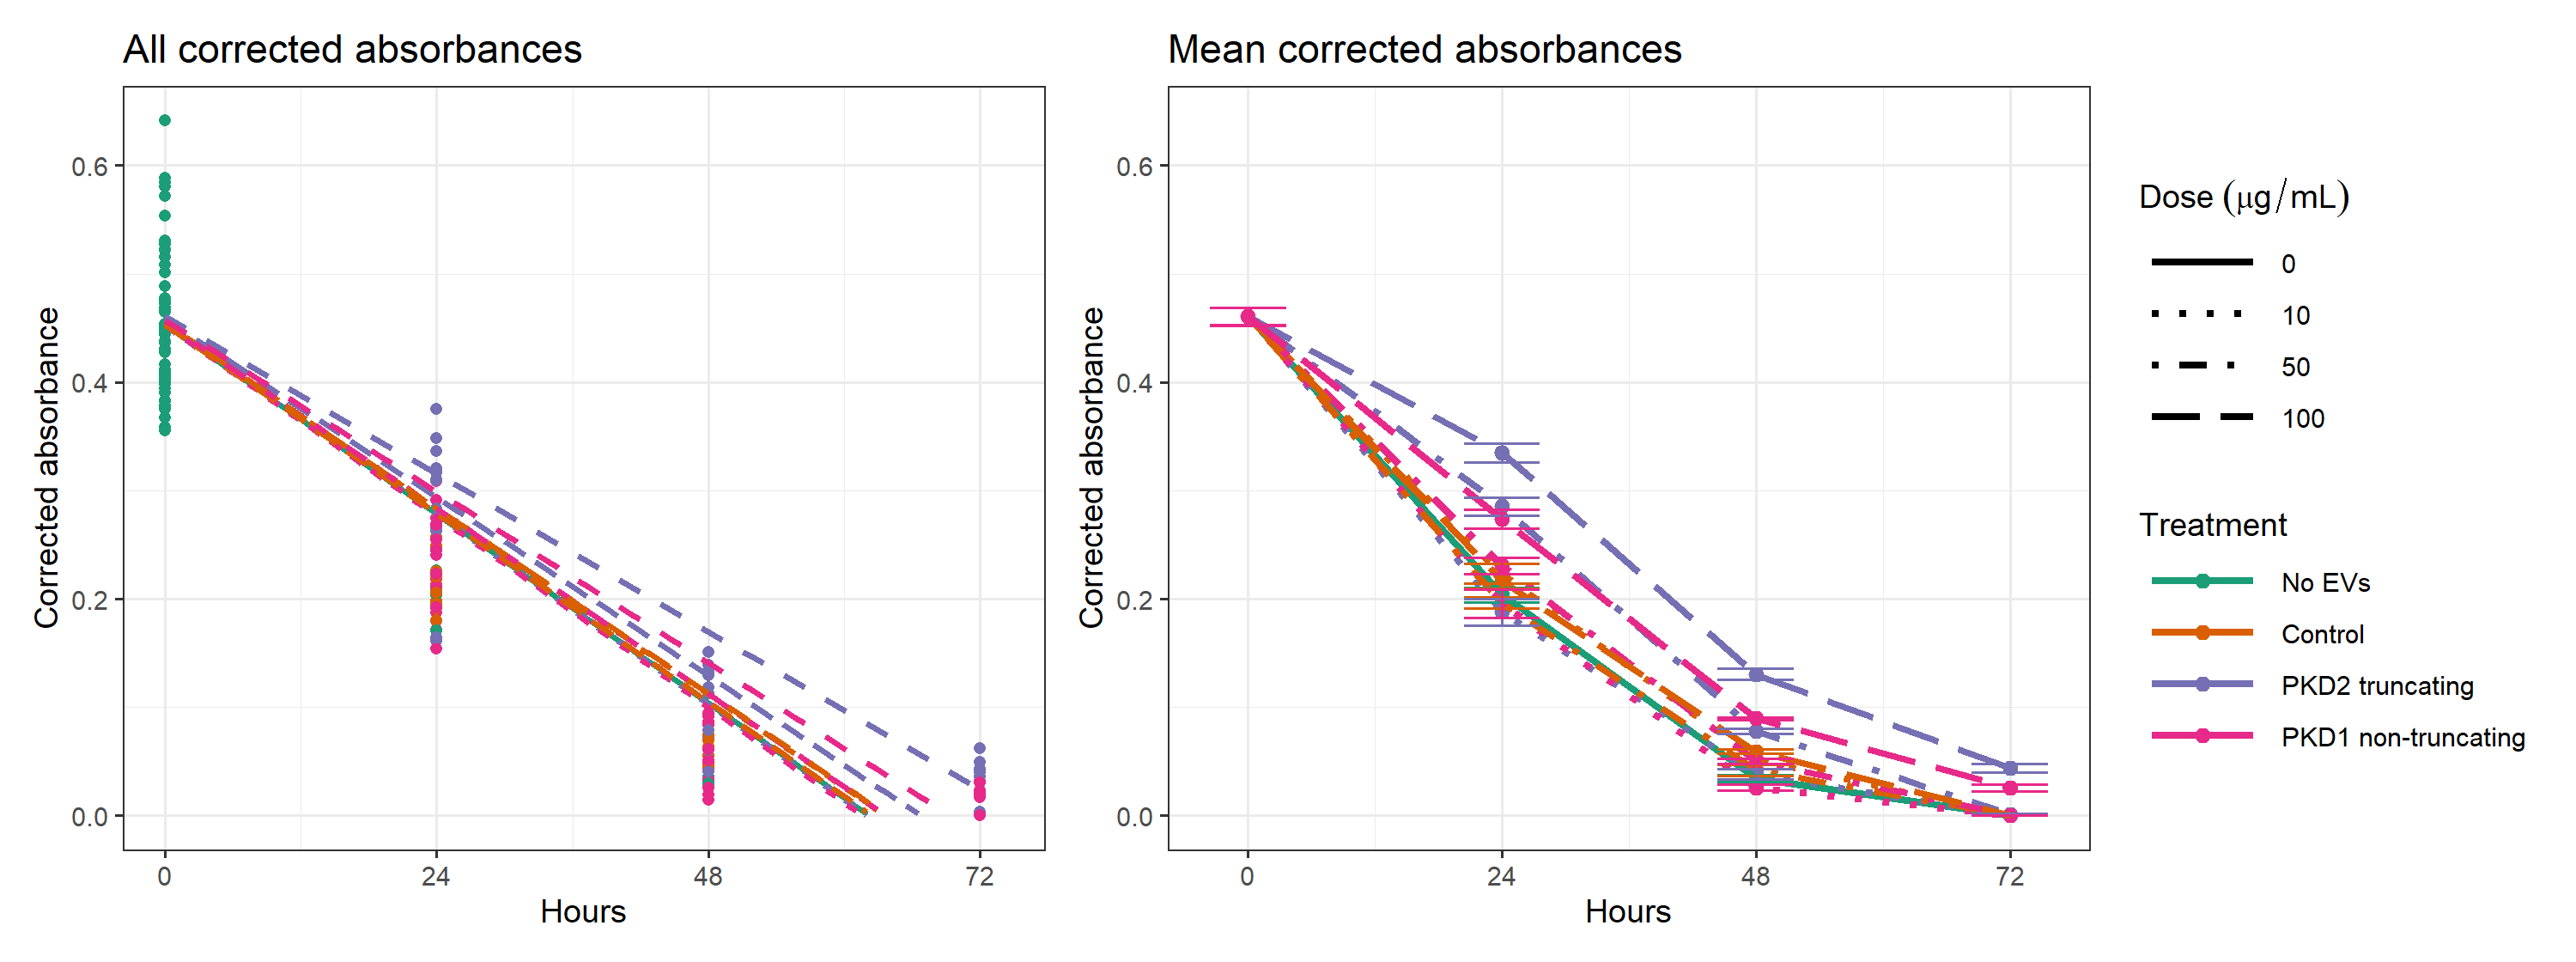 All corrected absorbances
Corrected absorbance
0.6
0.4
0.2
0.0
0 24 48 72
Hours
Mean corrected absorbances
Corrected absorbance
0.6
0.4
0.2
0.0
0 24 48 72
Hours
Dose (μg/mL)
0
10
50
100
Treatment
No EVs
Control
PKD2 truncating
PKD1 non-truncating